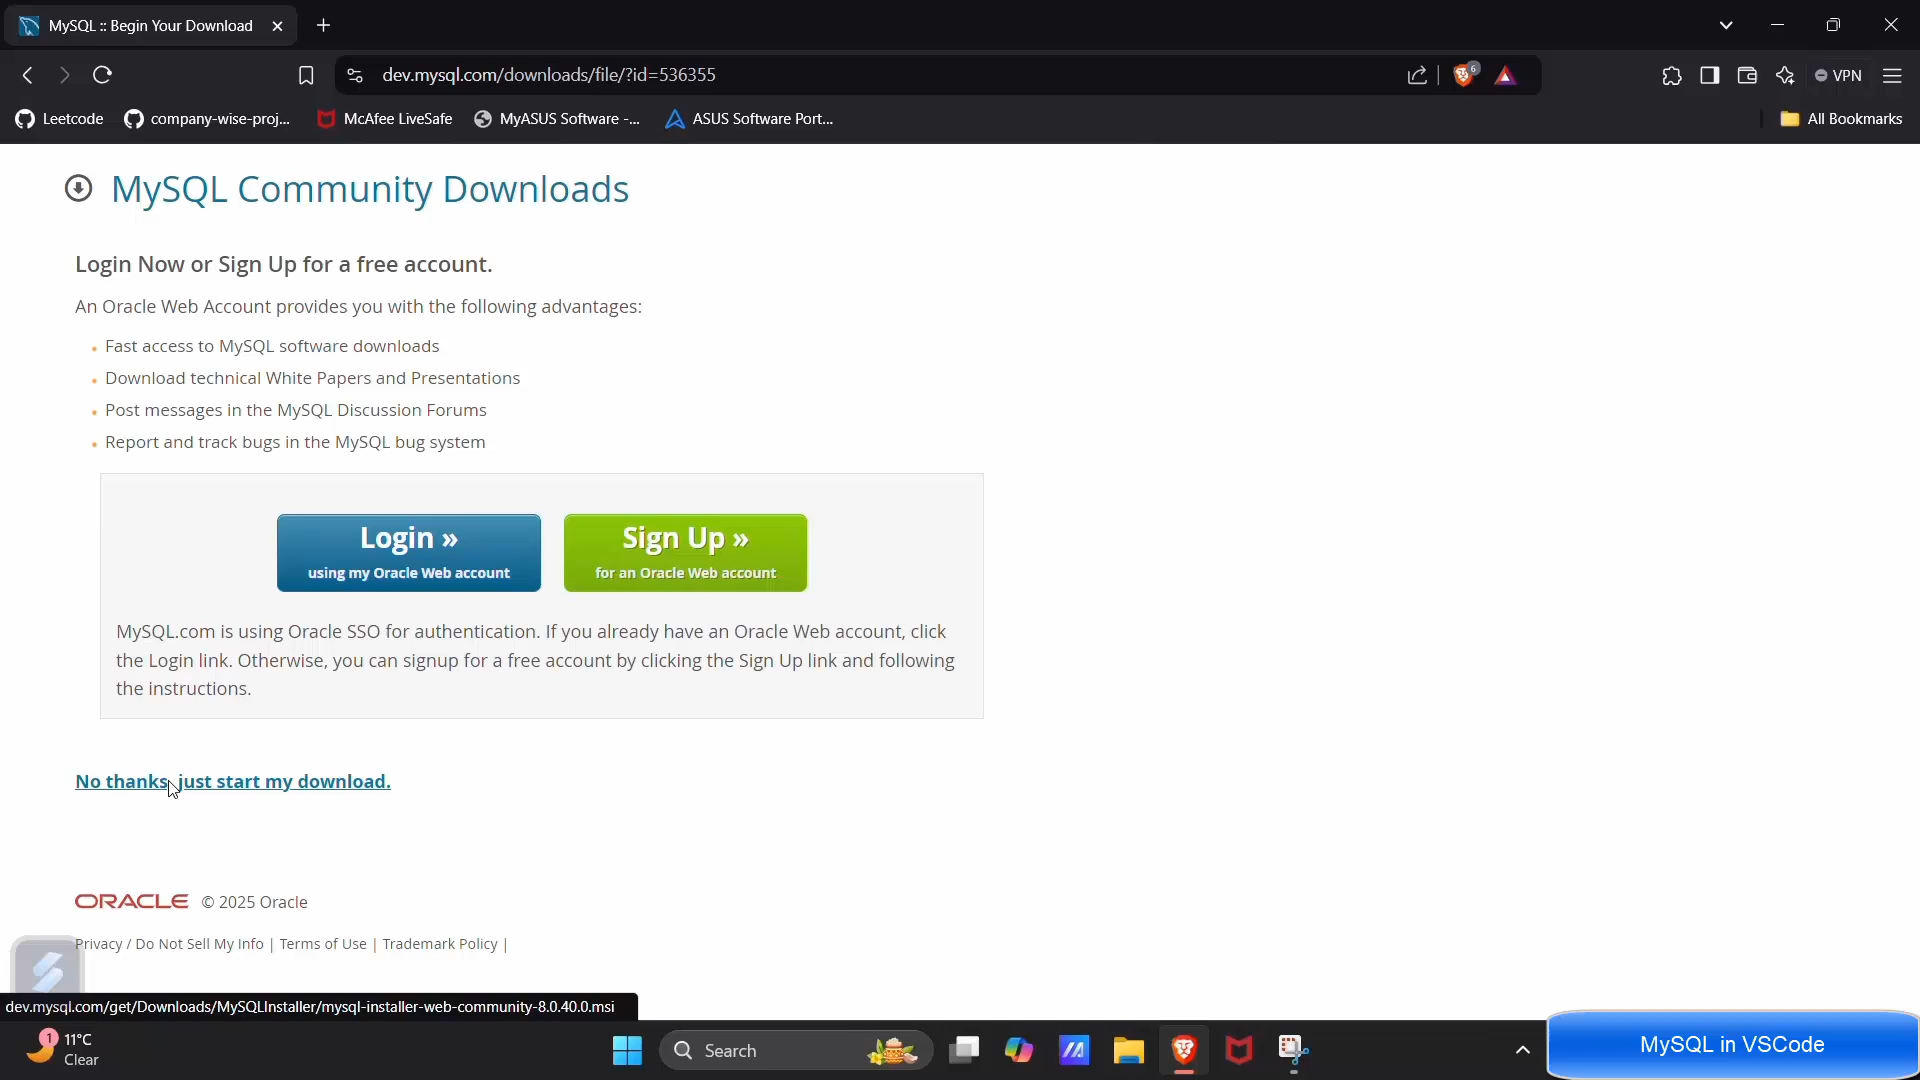 MySQL :: Begin Your Download
dev.mysql.com/downloads/file/?id=536355
6
VPN
Leetcode
company-wise-proj...
McAfee LiveSafe
MyASUS Software -...
ASUS Software Port...
All Bookmarks
MySQL Community Downloads
Login Now or Sign Up for a free account.
An Oracle Web Account provides you with the following advantages:
Fast access to MySQL software downloads
Download technical White Papers and Presentations
Post messages in the MySQL Discussion Forums
Report and track bugs in the MySQL bug system
Login »
using my Oracle Web account
Sign Up »
for an Oracle Web account
MySQL.com is using Oracle SSO for authentication. If you already have an Oracle Web account, click
the Login link. Otherwise, you can signup for a free account by clicking the Sign Up link and following
the instructions.
No thanks, just start my download.
ORACLE © 2025 Oracle
Privacy / Do Not Sell My Info | Terms of Use | Trademark Policy |
dev.mysql.com/get/Downloads/MySQLInstaller/mysql-installer-web-community-8.0.40.0.msi
1
11°C
Clear
Search
MySQL in VSCode